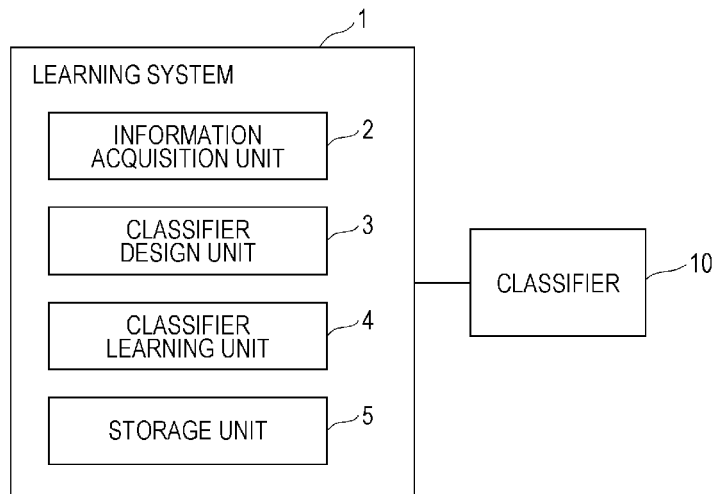 1
LEARNING SYSTEM
INFORMATION
ACQUISITION UNIT
2
CLASSIFIER
DESIGN UNIT
3
CLASSIFIER
LEARNING UNIT
4
STORAGE UNIT
5
CLASSIFIER
10